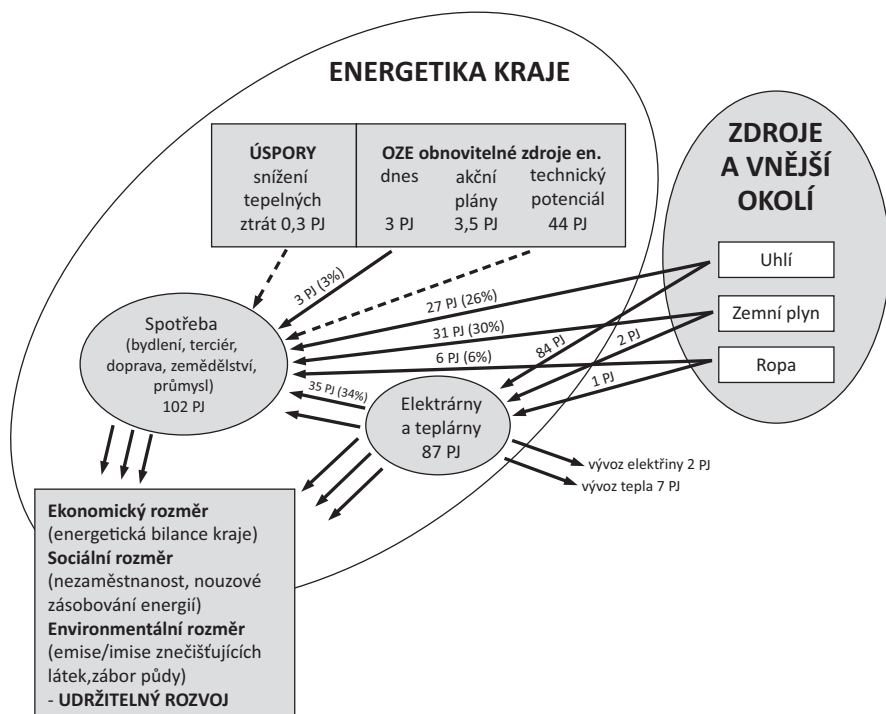 ENERGETIKA KRAJE
ÚSPORY
snížení
tepelných
ztrát 0,3 PJ
OZE obnovitelné zdroje en.
dnes
3 PJ
akční
plány
3,5 PJ
technický
potenciál
44 PJ
ZDROJE
A VNĚJŠÍ
OKOLÍ
Uhlí
Zemní plyn
Ropa
3 PJ (3%)
27 PJ (26%)
31 PJ (30%)
6 PJ (6%)
84 PJ
2 PJ
1 PJ
35 PJ (34%)
Spotřeba
(bydlení, terciér,
doprava, zemědělství,
průmysl)
102 PJ
Elektrárny
a teplárny
87 PJ
vývoz elektřiny 2 PJ
vývoz tepla 7 PJ
Ekonomický rozměr
(energetická bilance kraje)
Sociální rozměr
(nezaměstnanost, nouzové
zásobování energií)
Environmentální rozměr
(emise/imise znečišťujících
látek,zábor půdy)
- UDRŽITELNÝ ROZVOJ